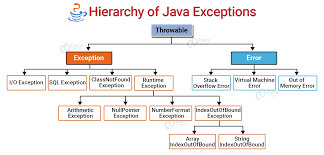 Hierarchy of Java Exceptions
Throwable
Exception
Error
I/O Exception
SQL Exception
ClassNotFound
Exception
Runtime
Exception
Stack
Overflow Error
Virtual Machine
Error
Out of
Memory Error
Arithmetic
Exception
NullPointer
Exception
NumberFormat
Exception
IndexOutOfBound
Exception
Array
IndexOutOfBound
String
IndexOutOfBound